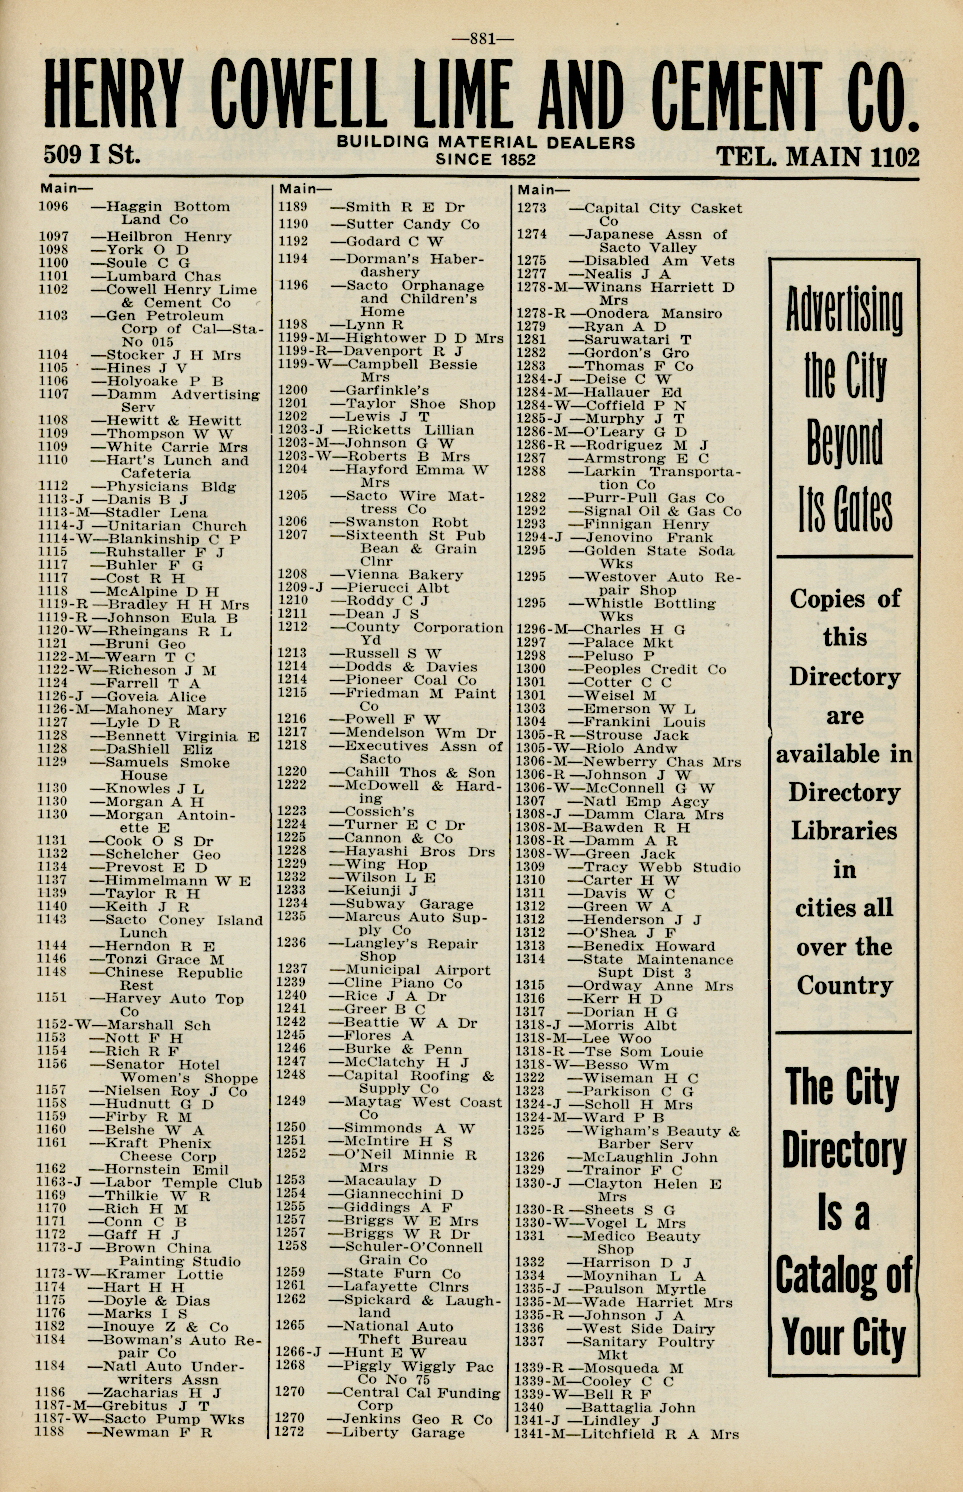 —881—
HENRY COWELL LIME AND CEMENT CO.
509 I St.
BUILDING MATERIAL DEALERS
SINCE 1852
TEL. MAIN 1102
Main—
1096 —Haggin Bottom
Land Co
1097 —Heilbron Henry
1098 —York O D
1100 —Soule C G
1101 —Lumbard Chas
1102 —Cowell Henry Lime
& Cement Co
1103 —Gen Petroleum
Corp of Cal—Sta-
No 015
1104 —Stocker J H Mrs
1105 —Hines J V
1106 —Holyoake P B
1107 —Damm Advertising
Serv
1108 —Hewitt & Hewitt
1109 —Thompson W W
1109 —White Carrie Mrs
1110 —Hart's Lunch and
Cafeteria
1112 —Physicians Bldg
1113-J —Danis B J
1113-M—Stadler Lena
1114-J —Unitarian Church
1114-W—Blankinship C P
1115 —Ruhstaller F J
1117 —Buhler F G
1117 —Cost R H
1118 —McAlpine D H
1119-R —Bradley H H Mrs
1119-R —Johnson Eula B
1120-W—Rheingans R L
1121 —Bruni Geo
1122-M—Wearn T C
1122-W—Richeson J M
1124 —Farrell T A
1126-J —Goveia Alice
1126-M—Mahoney Mary
1127 —Lyle D R
1128 —Bennett Virginia E
1128 —DaShiell Eliz
1129 —Samuels Smoke
House
1130 —Knowles J L
1130 —Morgan A H
1130 —Morgan Antoin-
ette E
1131 —Cook O S Dr
1132 —Schelcher Geo
1134 —Prevost E D
1137 —Himmelmann W E
1139 —Taylor R H
1140 —Keith J R
1143 —Sacto Coney Island
Lunch
1144 —Herndon R E
1146 —Tonzi Grace M
1148 —Chinese Republic
Rest
1151 —Harvey Auto Top
Co
1152-W—Marshall Sch
1153 —Nott F H
1154 —Rich R F
1156 —Senator Hotel
Women's Shoppe
1157 —Nielsen Roy J Co
1158 —Hudnutt G D
1159 —Firby R M
1160 —Belshe W A
1161 —Kraft Phenix
Cheese Corp
1162 —Hornstein Emil
1163-J —Labor Temple Club
1169 —Thilkie W R
1170 —Rich H M
1171 —Conn C B
1172 —Gaff H J
1173-J —Brown China
Painting Studio
1173-W—Kramer Lottie
1174 —Hart H H
1175 —Doyle & Dias
1176 —Marks I S
1182 —Inouye Z & Co
1184 —Bowman's Auto Re-
pair Co
1184 —Natl Auto Under-
writers Assn
1186 —Zacharias H J
1187-M—Grebitus J T
1187-W—Sacto Pump Wks
1188 —Newman F R
Main—
1189 —Smith R E Dr
1190 —Sutter Candy Co
1192 —Godard C W
1194 —Dorman's Haber-
dashery
1196 —Sacto Orphanage
and Children's
Home
1198 —Lynn R
1199-M—Hightower D D Mrs
1199-R—Davenport R J
1199-W—Campbell Bessie
Mrs
1200 —Garfinkle's
1201 —Taylor Shoe Shop
1202 —Lewis J T
1203-J —Ricketts Lillian
1203-M—Johnson G W
1203-W—Roberts B Mrs
1204 —Hayford Emma W
Mrs
1205 —Sacto Wire Mat-
tress Co
1206 —Swanston Robt
1207 —Sixteenth St Pub
Bean & Grain
Clnr
1208 —Vienna Bakery
1209-J —Pierucci Albt
1210 —Roddy C J
1211 —Dean J S
1212 —County Corporation
Yd
1213 —Russell S W
1214 —Dodds & Davies
1214 —Pioneer Coal Co
1215 —Friedman M Paint
Co
1216 —Powell F W
1217 —Mendelson Wm Dr
1218 —Executives Assn of
Sacto
1220 —Cahill Thos & Son
1222 —McDowell & Hard-
ing
1223 —Cossich's
1224 —Turner E C Dr
1225 —Cannon & Co
1228 —Hayashi Bros Drs
1229 —Wing Hop
1232 —Wilson L E
1233 —Keiunji J
1234 —Subway Garage
1235 —Marcus Auto Sup-
ply Co
1236 —Langley's Repair
Shop
1237 —Municipal Airport
1239 —Cline Piano Co
1240 —Rice J A Dr
1241 —Greer B C
1242 —Beattie W A Dr
1245 —Flores A
1246 —Burke & Penn
1247 —McClatchy H J
1248 —Capital Roofing &
Supply Co
1249 —Maytag West Coast
Co
1250 —Simmonds A W
1251 —McIntire H S
1252 —O'Neil Minnie R
Mrs
1253 —Macaulay D
1254 —Giannecchini D
1255 —Giddings A F
1257 —Briggs W E Mrs
1257 —Briggs W R Dr
1258 —Schuler-O'Connell
Grain Co
1259 —State Furn Co
1261 —Lafayette Clnrs
1262 —Spickard & Laugh-
land
1265 —National Auto
Theft Bureau
1266-J —Hunt E W
1268 —Piggly Wiggly Pac
Co No 75
1270 —Central Cal Funding
Corp
1270 —Jenkins Geo R Co
1272 —Liberty Garage
Main—
1273 —Capital City Casket
Co
1274 —Japanese Assn of
Sacto Valley
1275 —Disabled Am Vets
1277 —Nealis J A
1278-M—Winans Harriett D
Mrs
1278-R —Onodera Mansiro
1279 —Ryan A D
1281 —Saruwatari T
1282 —Gordon's Gro
1283 —Thomas F Co
1284-J —Deise C W
1284-M—Hallauer Ed
1284-W—Coffield P N
1285-J —Murphy J T
1286-M—O'Leary G D
1286-R —Rodriguez M J
1287 —Armstrong E C
1288 —Larkin Transporta-
tion Co
1282 —Purr-Pull Gas Co
1292 —Signal Oil & Gas Co
1293 —Finnigan Henry
1294-J —Jenovino Frank
1295 —Golden State Soda
Wks
1295 —Westover Auto Re-
pair Shop
1295 —Whistle Bottling
Wks
1296-M—Charles H G
1297 —Palace Mkt
1298 —Peluso P
1300 —Peoples Credit Co
1301 —Cotter C C
1301 —Weisel M
1303 —Emerson W L
1304 —Frankini Louis
1305-R —Strouse Jack
1305-W—Riolo Andw
1306-M—Newberry Chas Mrs
1306-R —Johnson J W
1306-W—McConnell G W
1307 —Natl Emp Agcy
1308-J —Damm Clara Mrs
1308-M—Bawden R H
1308-R —Damm A R
1308-W—Green Jack
1309 —Tracy Webb Studio
1310 —Carter H W
1311 —Davis W C
1312 —Green W A
1312 —Henderson J J
1312 —O'Shea J F
1313 —Benedix Howard
1314 —State Maintenance
Supt Dist 3
1315 —Ordway Anne Mrs
1316 —Kerr H D
1317 —Dorian H G
1318-J —Morris Albt
1318-M—Lee Woo
1318-R —Tse Som Louie
1318-W—Besso Wm
1322 —Wiseman H C
1323 —Parkison C G
1324-J —Scholl H Mrs
1324-M—Ward P B
1325 —Wigham's Beauty &
Barber Serv
1326 —McLaughlin John
1329 —Trainor F C
1330-J —Clayton Helen E
Mrs
1330-R —Sheets S G
1330-W—Vogel L Mrs
1331 —Medico Beauty
Shop
1332 —Harrison D J
1334 —Moynihan L A
1335-J —Paulson Myrtle
1335-M—Wade Harriet Mrs
1335-R —Johnson J A
1336 —West Side Dairy
1337 —Sanitary Poultry
Mkt
1339-R —Mosqueda M
1339-M—Cooley C C
1339-W—Bell R F
1340 —Battaglia John
1341-J —Lindley J
1341-M—Litchfield R A Mrs
Advertising
the City
Beyond
Its Gates
Copies of
this
Directory
are
available in
Directory
Libraries
in
cities all
over the
Country
The City
Directory
Is a
Catalog of
Your City